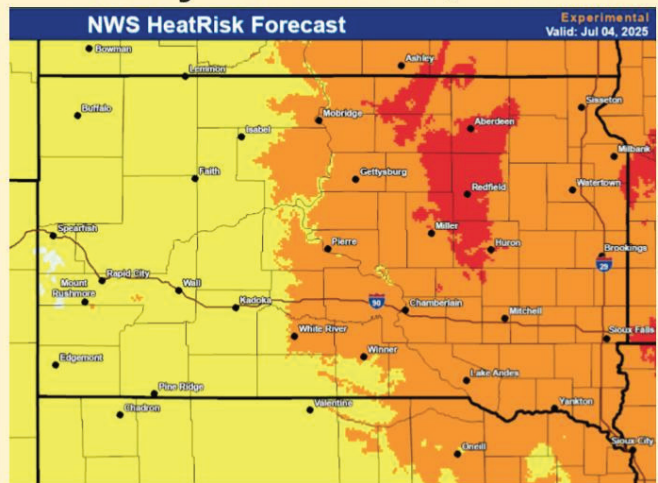 NWS HeatRisk Forecast
Experimental
Valid: Jul 04, 2025
Bowman
Ashley
Lemmon
Buffalo
Mobridge
Sisseton
Aberdeen
Isabel
Milbank
Faith
Gettysburg
Redfield
Watertown
Spearfish
Miller
Pierre
Huron
Brookings
Rapid City
Wall
Mount
Rushmore
Kadoka
90
Chamberlain
29
Mitchell
White River
Sioux Falls
Winner
Edgemont
Lake Andes
Pine Ridge
Chadron
Valentine
Yankton
Oneill
Sioux City